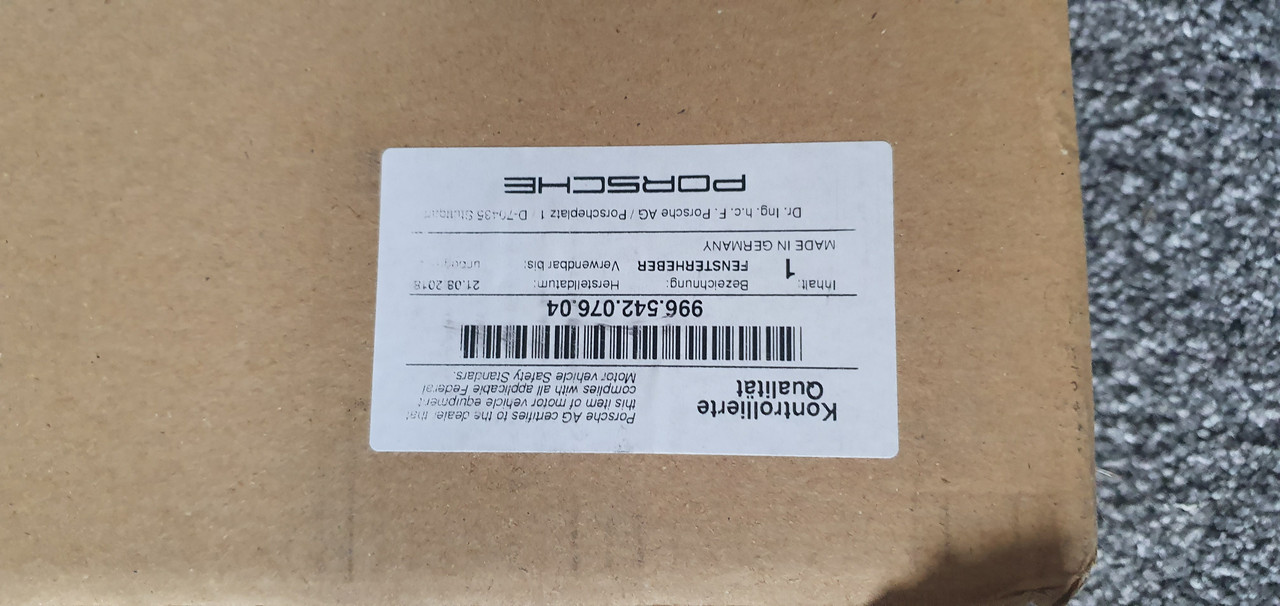 Kontrollierte
Qualität
Porsche AG certifies to the dealer that
this item of motor vehicle equipment
complies with all applicable Federal
Motor vehicle Safety Standars.
996.542.076.04
Inhalt: Bezeichnung: Herstelldatum: 21.08.2018
1 FENSTERHEBER Verwendbar bis:
MADE IN GERMANY
Dr. Ing. h.c. F. Porsche AG / Porscheplatz 1 / D-70435 Stuttgart
PORSCHE